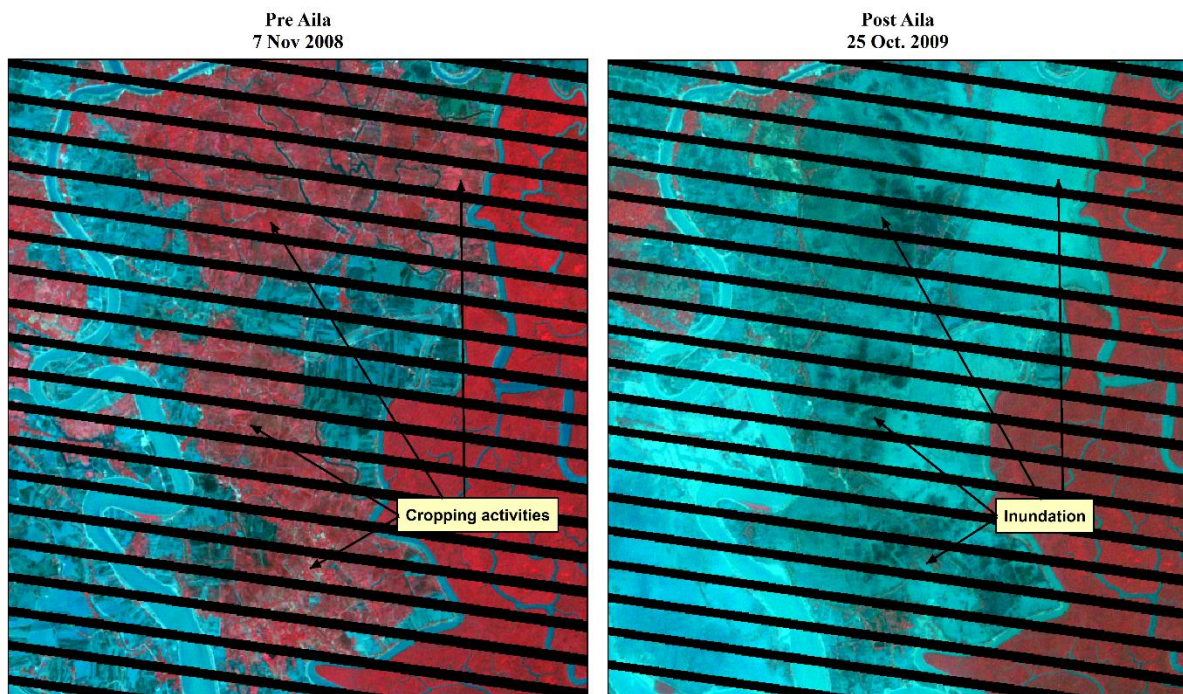 Pre Aila
7 Nov 2008
Post Aila
25 Oct. 2009
Cropping activities
Inundation